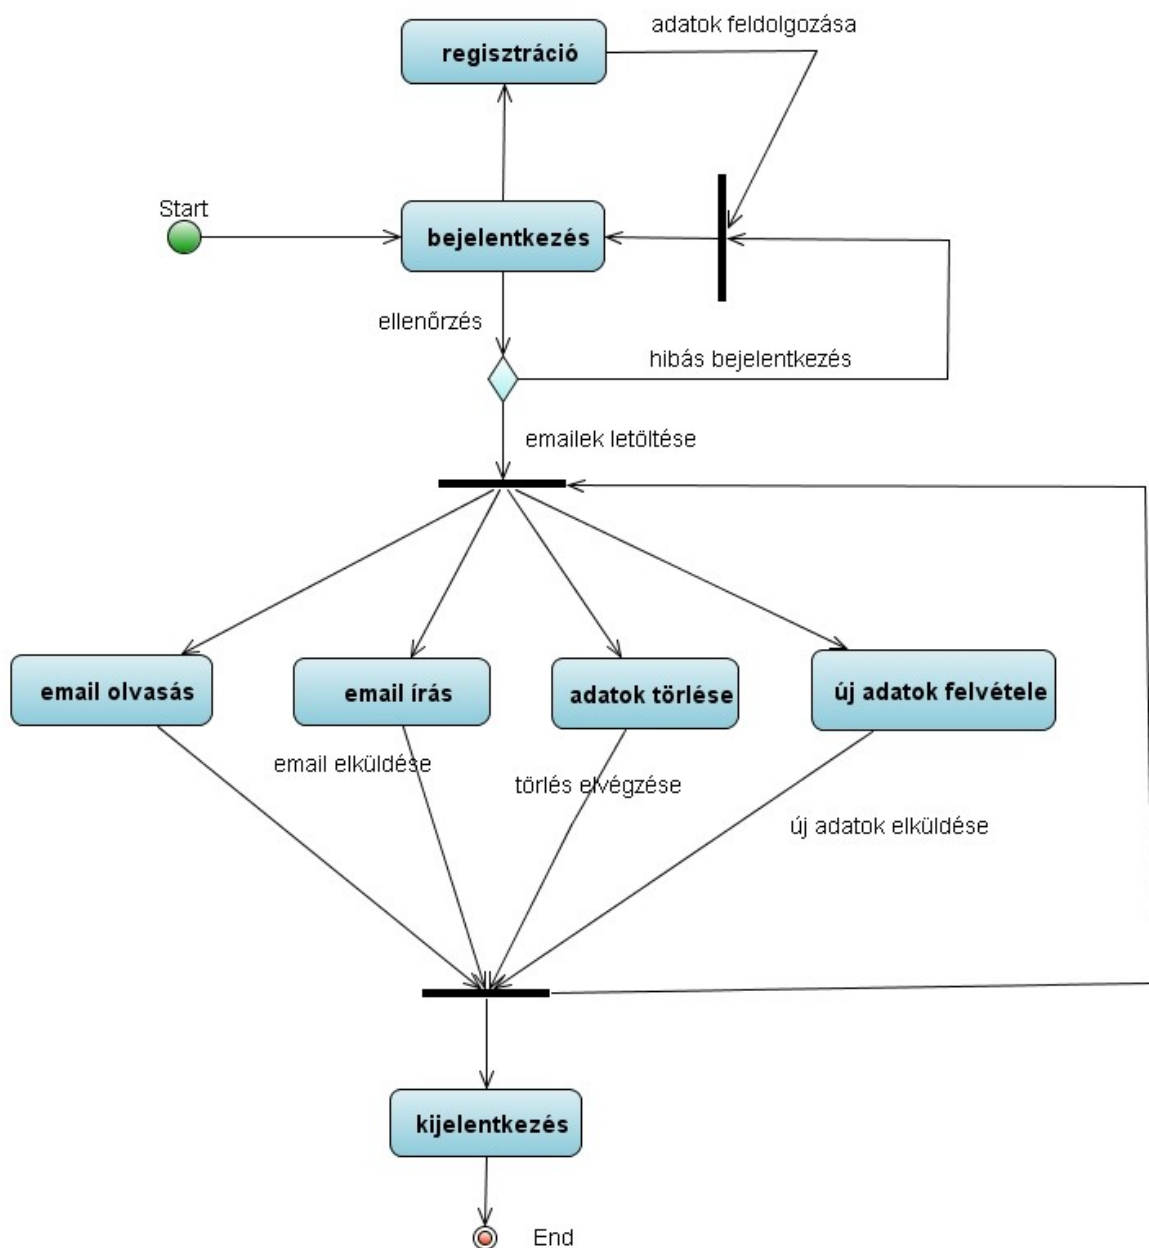 adatok feldolgozása
regisztráció
Start
bejelentkezés
ellenőrzés
hibás bejelentkezés
emailek letöltése
email olvasás
email írás
adatok törlése
új adatok felvétele
email elküldése
törlés elvégzése
új adatok elküldése
kijelentkezés
End